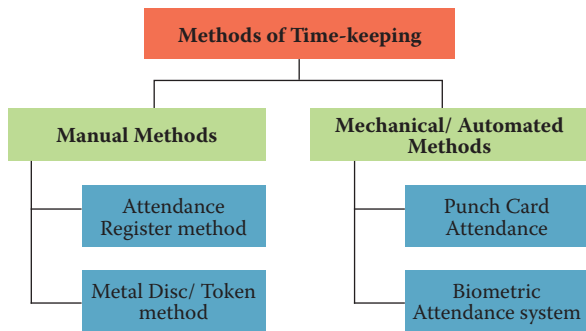 Methods of Time-keeping
Manual Methods
Attendance
Register method
Metal Disc/ Token
method
Mechanical/ Automated
Methods
Punch Card
Attendance
Biometric
Attendance system